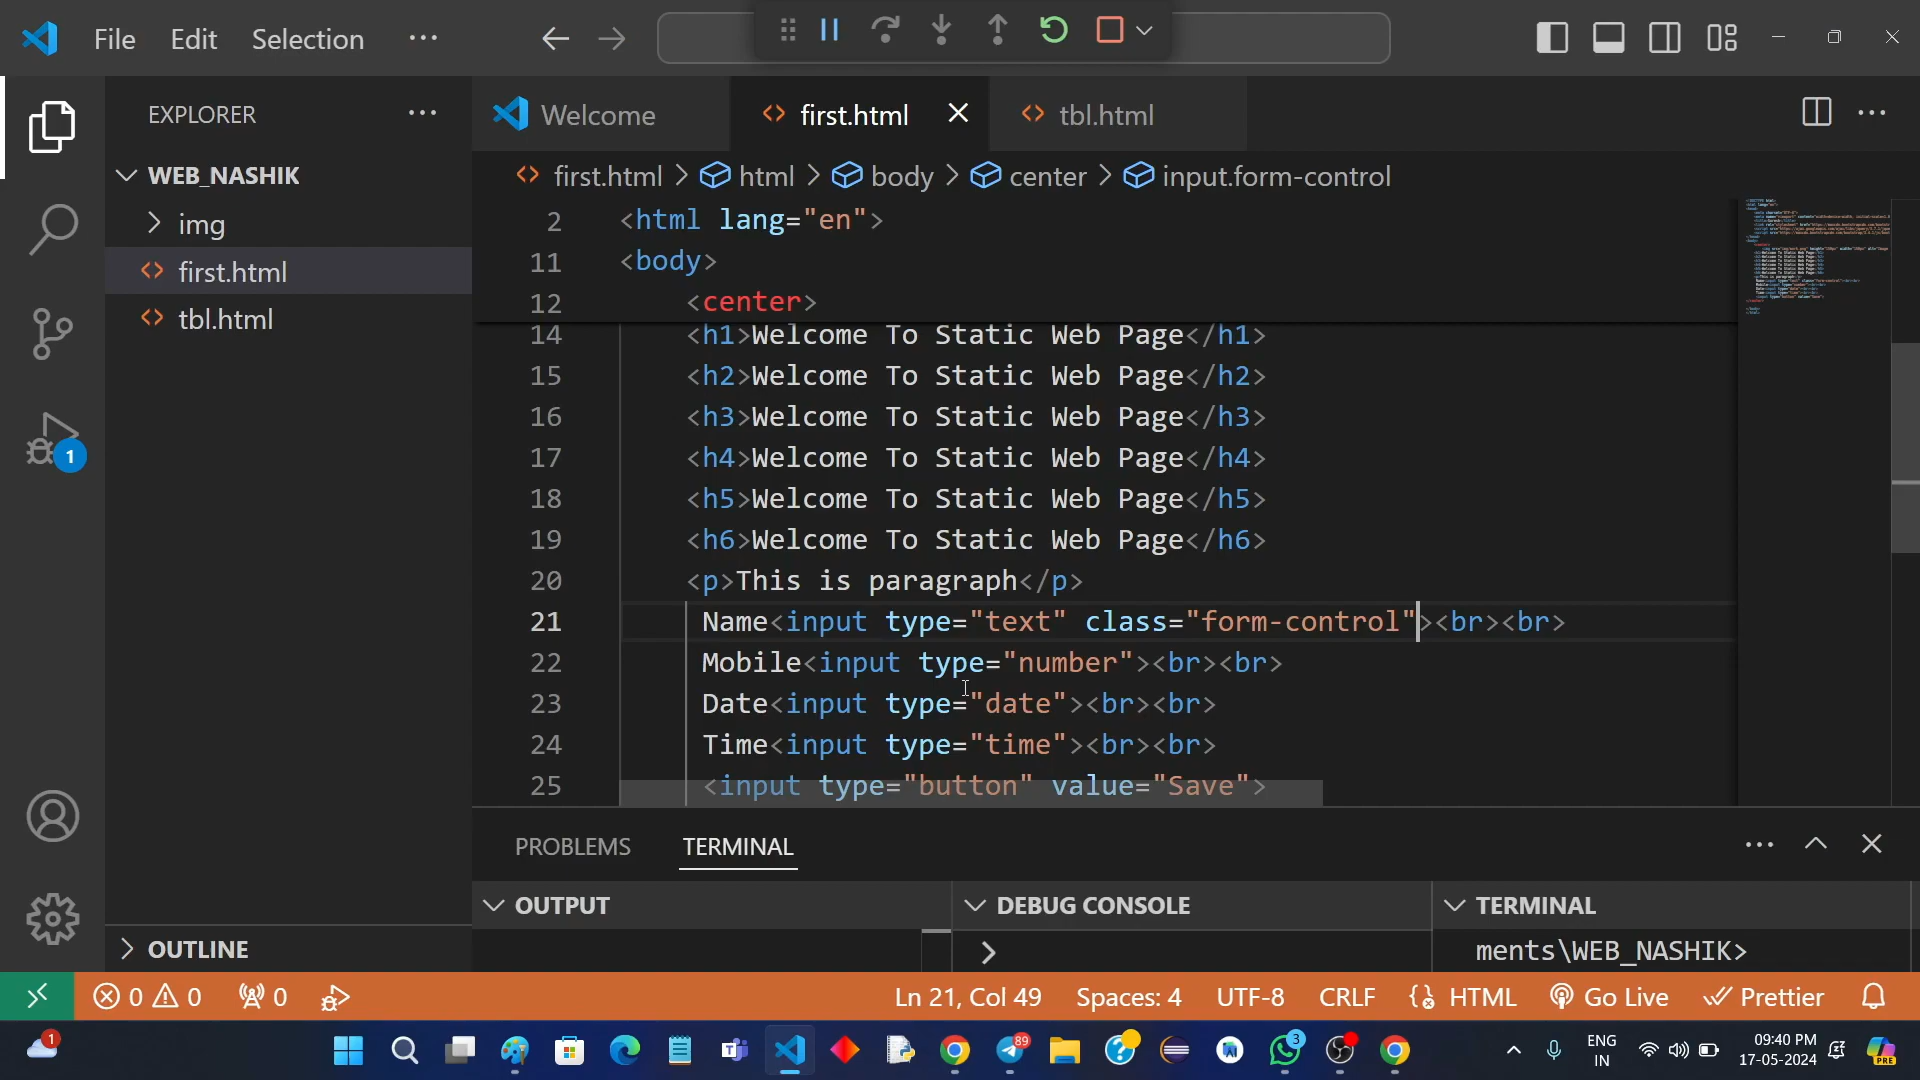 File Edit Selection ···
EXPLORER ···
WEB_NASHIK
img
first.html
tbl.html
OUTLINE
Welcome
first.html
tbl.html
first.html > html > body > center > input.form-control
2 <html lang="en">
11 <body>
12 <center>
14 <h1>Welcome To Static Web Page</h1>
15 <h2>Welcome To Static Web Page</h2>
16 <h3>Welcome To Static Web Page</h3>
17 <h4>Welcome To Static Web Page</h4>
18 <h5>Welcome To Static Web Page</h5>
19 <h6>Welcome To Static Web Page</h6>
20 <p>This is paragraph</p>
21 Name<input type="text" class="form-control"><br><br>
22 Mobile<input type="number"><br><br>
23 Date<input type="date"><br><br>
24 Time<input type="time"><br><br>
25 <input type="button" value="Save">
1
PROBLEMS TERMINAL
OUTPUT
DEBUG CONSOLE
TERMINAL
ments\WEB_NASHIK>
0 0 0 Ln 21, Col 49 Spaces: 4 UTF-8 CRLF HTML Go Live Prettier
1
89
3
ENG
IN
09:40 PM
17-05-2024
PRE